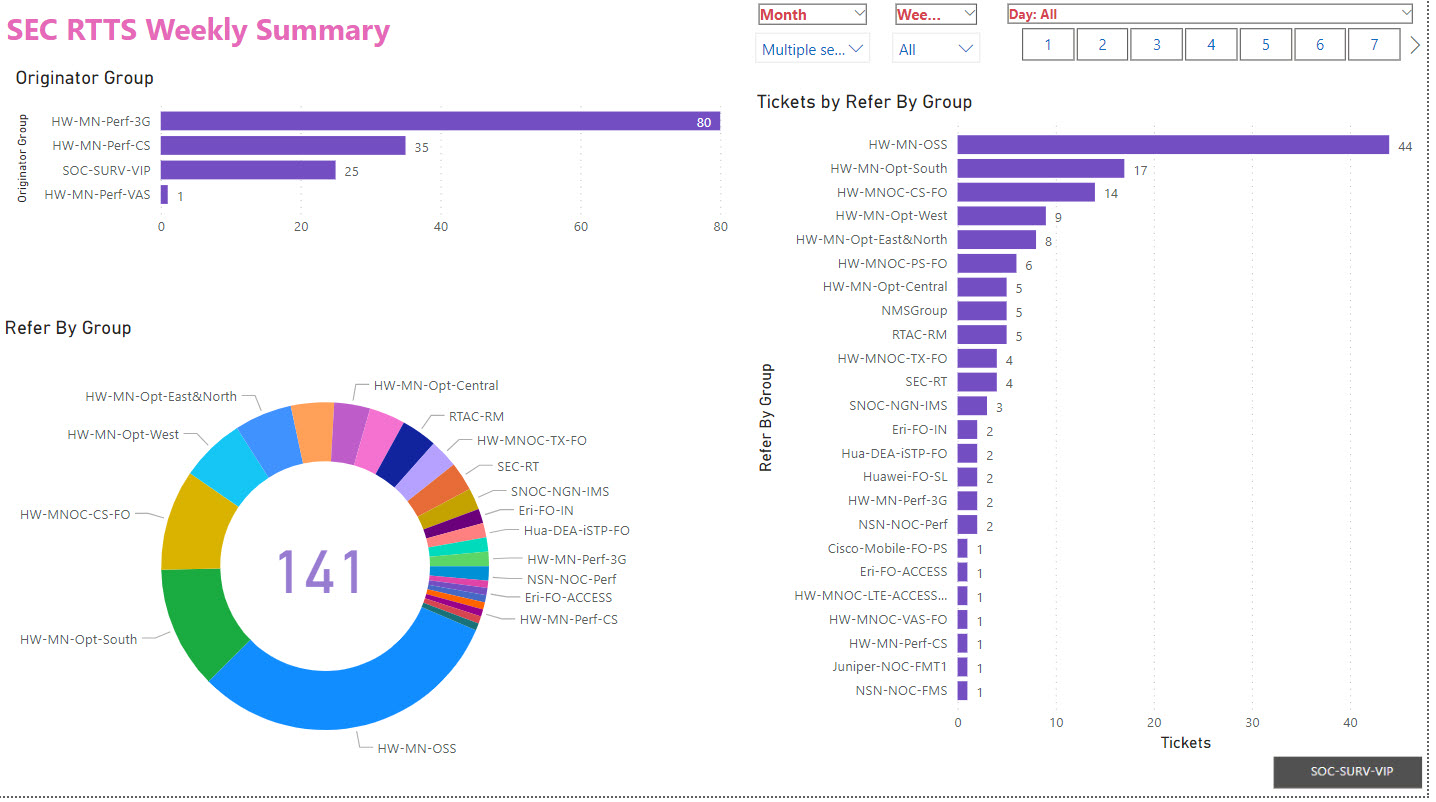 SEC RTTS Weekly Summary
Month
Wee...
Day: All
Multiple se...
All
1
2
3
4
5
6
7
Originator Group
Originator Group
HW-MN-Perf-3G
80
HW-MN-Perf-CS
35
SOC-SURV-VIP
25
HW-MN-Perf-VAS
1
0
20
40
60
80
Refer By Group
HW-MN-Opt-Central
HW-MN-Opt-East&North
RTAC-RM
HW-MN-Opt-West
HW-MNOC-TX-FO
SEC-RT
SNOC-NGN-IMS
HW-MNOC-CS-FO
Eri-FO-IN
Hua-DEA-iSTP-FO
HW-MN-Perf-3G
141
NSN-NOC-Perf
Eri-FO-ACCESS
HW-MN-Perf-CS
HW-MN-Opt-South
HW-MN-OSS
Tickets by Refer By Group
Refer By Group
HW-MN-OSS
44
HW-MN-Opt-South
17
HW-MNOC-CS-FO
14
HW-MN-Opt-West
9
HW-MN-Opt-East&North
8
HW-MNOC-PS-FO
6
HW-MN-Opt-Central
5
NMSGroup
5
RTAC-RM
5
HW-MNOC-TX-FO
4
SEC-RT
4
SNOC-NGN-IMS
3
Eri-FO-IN
2
Hua-DEA-iSTP-FO
2
Huawei-FO-SL
2
HW-MN-Perf-3G
2
NSN-NOC-Perf
2
Cisco-Mobile-FO-PS
1
Eri-FO-ACCESS
1
HW-MNOC-LTE-ACCESS...
1
HW-MNOC-VAS-FO
1
HW-MN-Perf-CS
1
Juniper-NOC-FMT1
1
NSN-NOC-FMS
1
0
10
20
30
40
Tickets
SOC-SURV-VIP